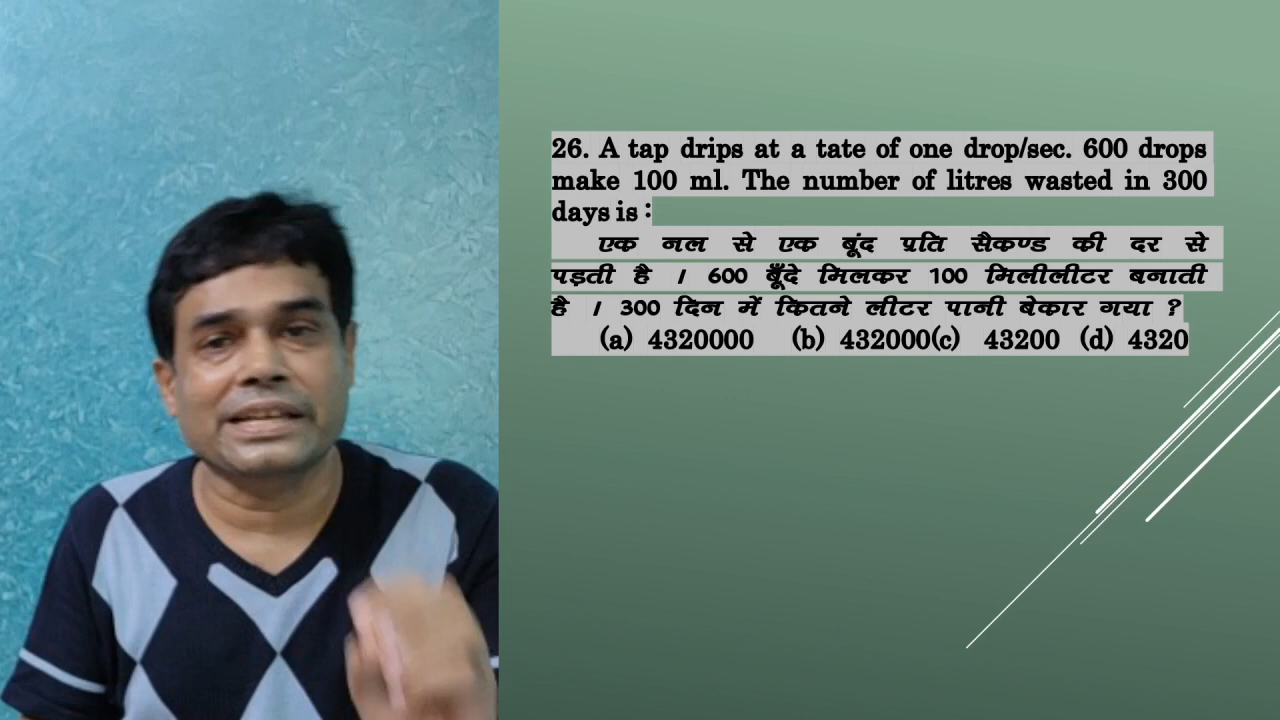 26. A tap drips at a tate of one drop/sec. 600 drops
make 100 ml. The number of litres wasted in 300
days is :
एक नल से एक बूंद प्रति सैकण्ड की दर से
पड़ती है । 600 बूँदे मिलकर 100 मिलीलीटर बनाती
है । 300 दिन में कितने लीटर पानी बेकार गया ?
(a) 4320000 (b) 432000(c) 43200 (d) 4320